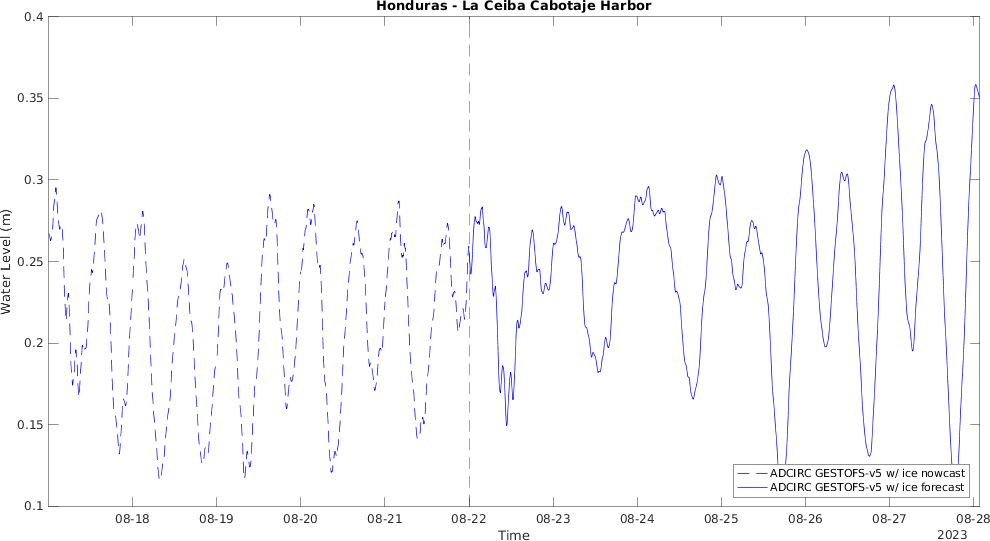 Honduras - La Ceiba Cabotaje Harbor
0.4
0.35
0.3
0.25
0.2
0.15
0.1
Water Level (m)
ADCIRC GESTOFS-v5 w/ ice nowcast
ADCIRC GESTOFS-v5 w/ ice forecast
08-18 08-19 08-20 08-21 08-22 08-23 08-24 08-25 08-26 08-27 08-28
Time
2023